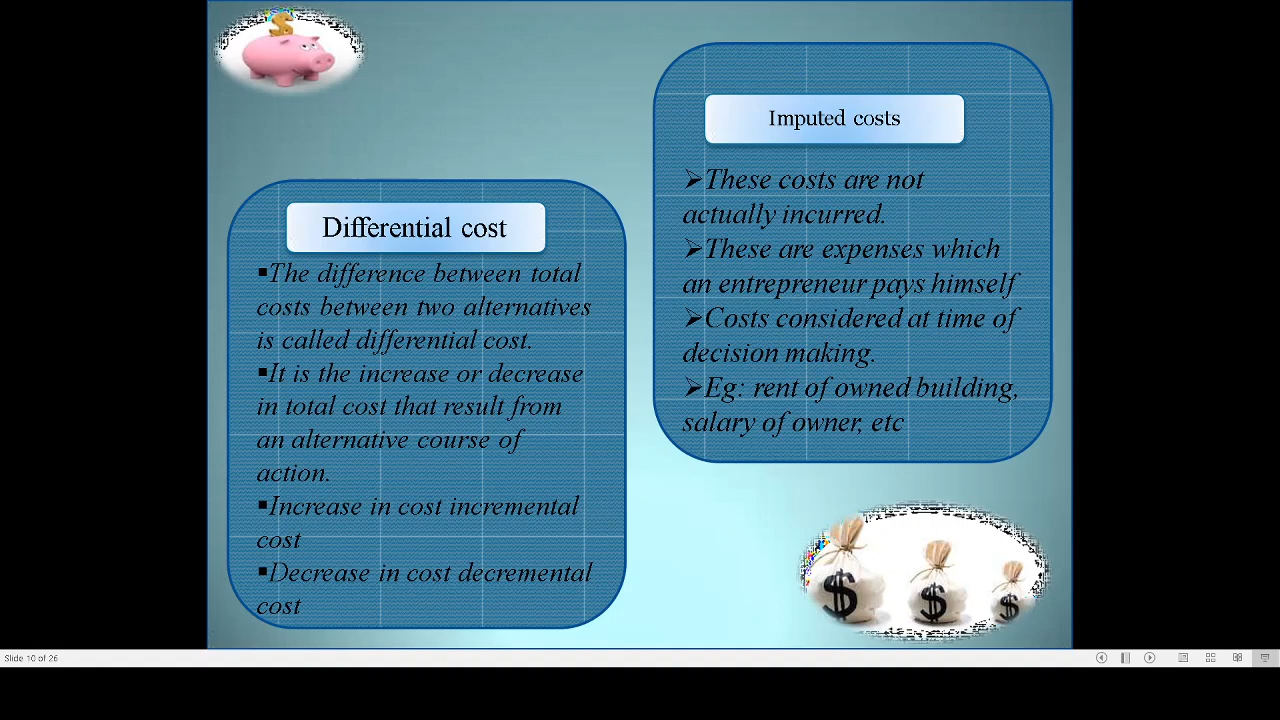 Differential cost
▪The difference between total
costs between two alternatives
is called differential cost.
▪It is the increase or decrease
in total cost that result from
an alternative course of
action.
▪Increase in cost incremental
cost
▪Decrease in cost decremental
cost
Imputed costs
➢These costs are not
actually incurred.
➢These are expenses which
an entrepreneur pays himself
➢Costs considered at time of
decision making.
➢Eg: rent of owned building,
salary of owner, etc
$
$ $ $
Slide 10 of 26